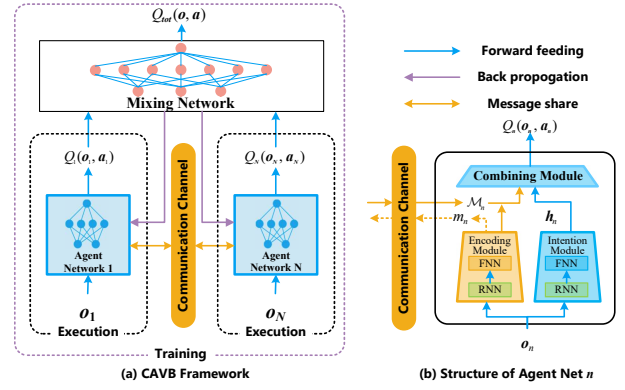 Q_tot(o, a)
Mixing Network
Q_1(o_1, a_1)
Q_N(o_N, a_N)
Agent
Network 1
Communication Channel
Agent
Network N
o_1
o_N
Execution
Execution
Training
(a) CAVB Framework
Forward feeding
Back propogation
Message share
Q_n(o_n, a_n)
Combining Module
Communication Channel
M_n
m_n
h_n
Encoding
Module
FNN
RNN
Intention
Module
FNN
RNN
o_n
(b) Structure of Agent Net n